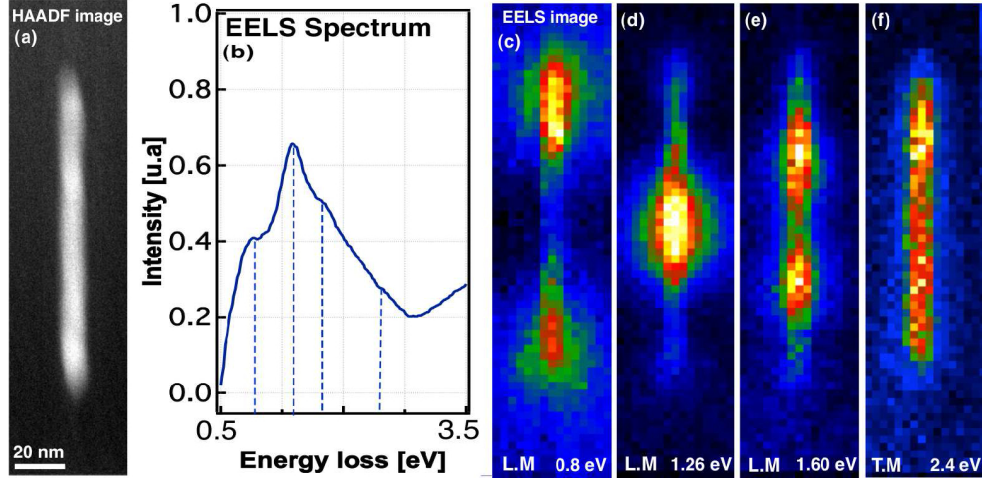 HAADF image
(a)
20 nm
EELS Spectrum
(b)
Intensity [u.a]
1.0
0.8
0.6
0.4
0.2
0.0
0.5
3.5
Energy loss [eV]
EELS image
(c)
L.M 0.8 eV
(d)
L.M 1.26 eV
(e)
L.M 1.60 eV
(f)
T.M 2.4 eV